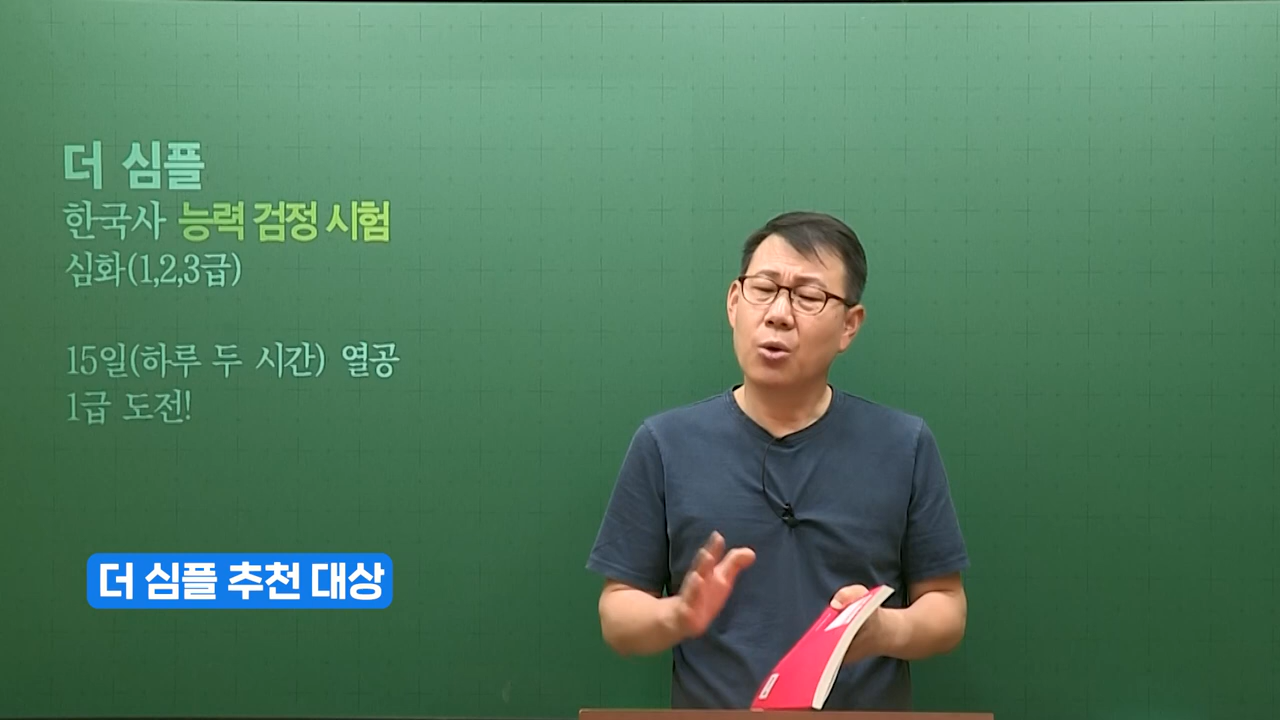 더 심플
한국사 능력 검정 시험
심화(1,2,3급)
15일(하루 두 시간) 열공
1급 도전!
더 심플 추천 대상